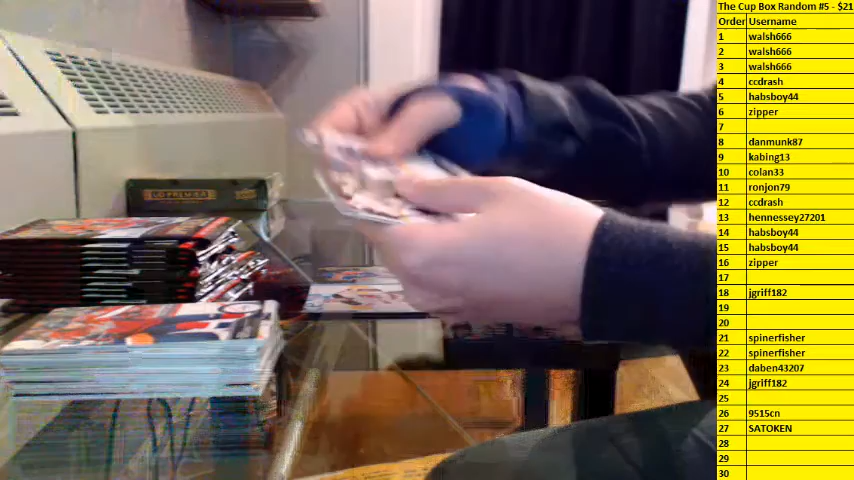 The Cup Box Random #5 - $21
Order Username
1 walsh666
2 walsh666
3 walsh666
4 ccdrash
5 habsboy44
6 zipper
7
8 danmunk87
9 kabing13
10 colan33
11 ronjon79
12 ccdrash
13 hennessey27201
14 habsboy44
15 habsboy44
16 zipper
17
18 jgriff182
19
20
21 spinerfisher
22 spinerfisher
23 daben43207
24 jgriff182
25
26 9515cn
27 SATOKEN
28
29
30
UD PREMIER